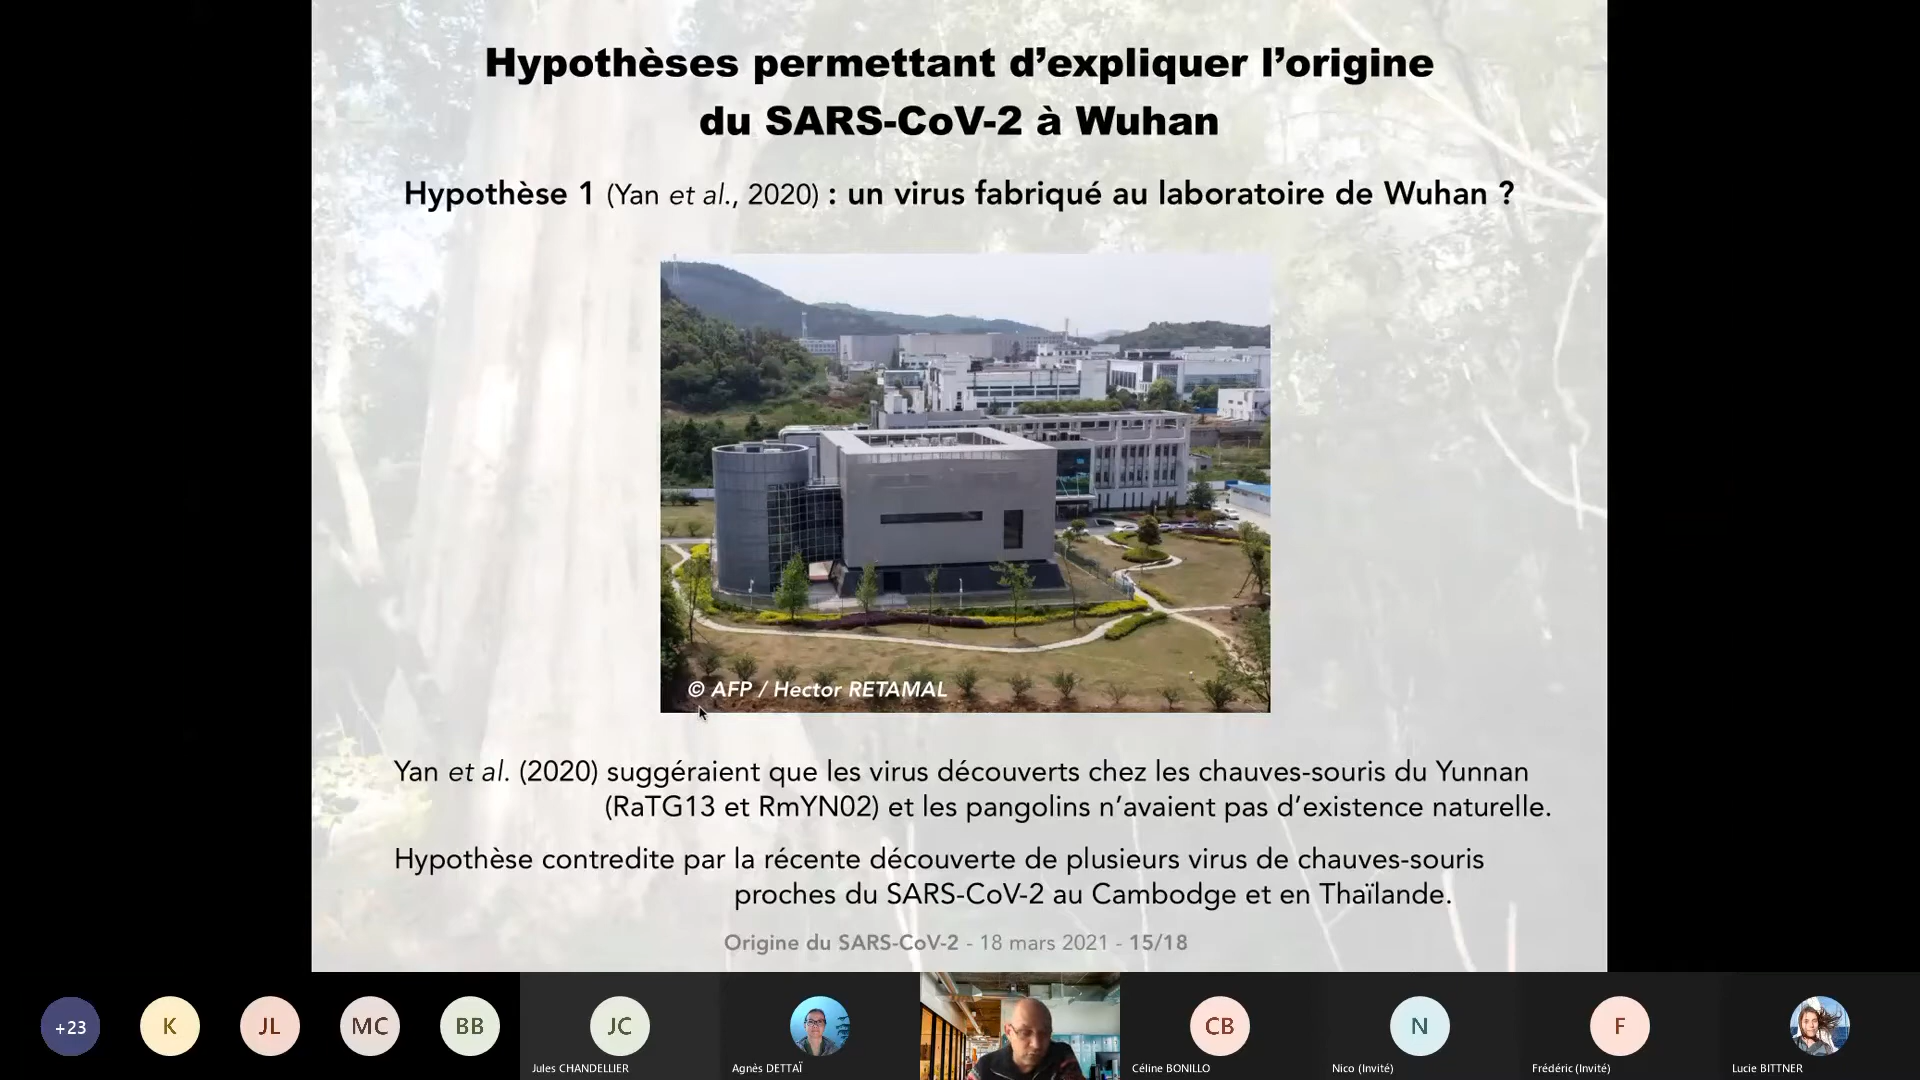 Hypothèses permettant d’expliquer l’origine
du SARS-CoV-2 à Wuhan
Hypothèse 1 (Yan et al., 2020) : un virus fabriqué au laboratoire de Wuhan ?
© AFP / Hector RETAMAL
Yan et al. (2020) suggéraient que les virus découverts chez les chauves-souris du Yunnan
(RaTG13 et RmYN02) et les pangolins n’avaient pas d’existence naturelle.
Hypothèse contredite par la récente découverte de plusieurs virus de chauves-souris
proches du SARS-CoV-2 au Cambodge et en Thaïlande.
Origine du SARS-CoV-2 - 18 mars 2021 - 15/18
+23
K
JL
MC
BB
JC
CB
N
F
Jules CHANDELLIER
Agnès DETTAÏ
Céline BONILLO
Nico (Invité)
Frédéric (Invité)
Lucie BITTNER